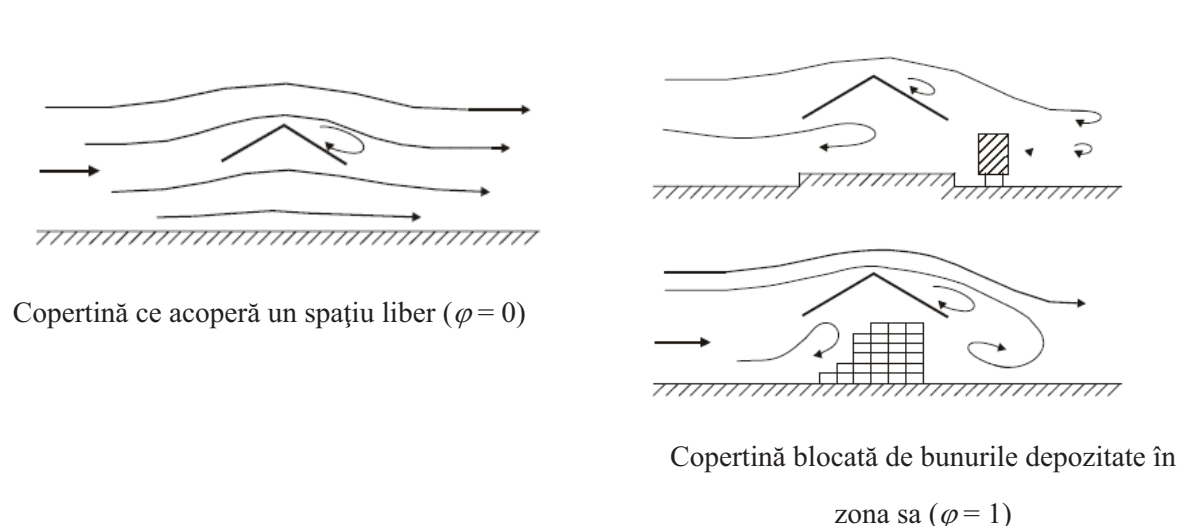 Copertină ce acoperă un spaţiu liber (φ = 0)
Copertină blocată de bunurile depozitate în
zona sa (φ = 1)